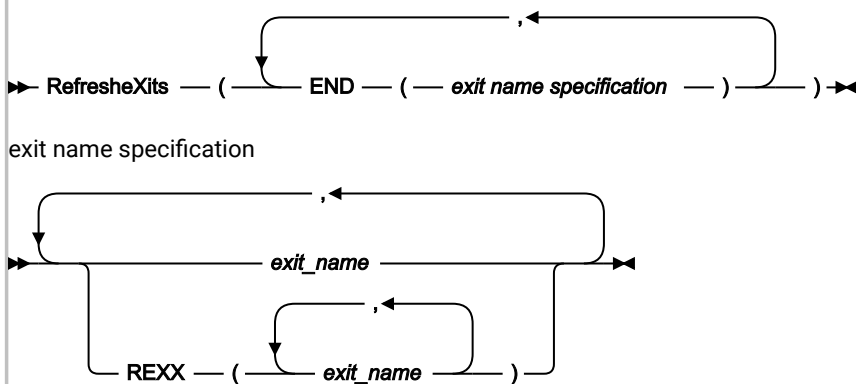 ,
RefresheXits ( END ( exit name specification ) )
exit name specification
,
exit_name
,
REXX ( exit_name )